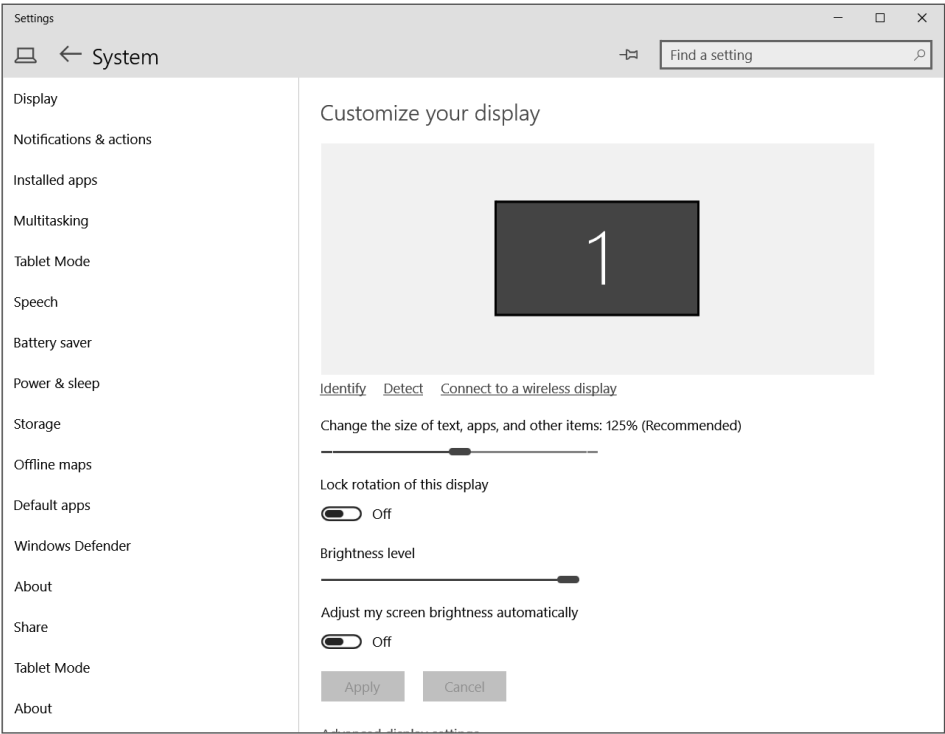 Settings
System
Find a setting
Display
Notifications & actions
Installed apps
Multitasking
Tablet Mode
Speech
Battery saver
Power & sleep
Storage
Offline maps
Default apps
Windows Defender
About
Share
Tablet Mode
About
Customize your display
1
Identify Detect Connect to a wireless display
Change the size of text, apps, and other items: 125% (Recommended)
Lock rotation of this display
Off
Brightness level
Adjust my screen brightness automatically
Off
Apply Cancel
Advanced display settings